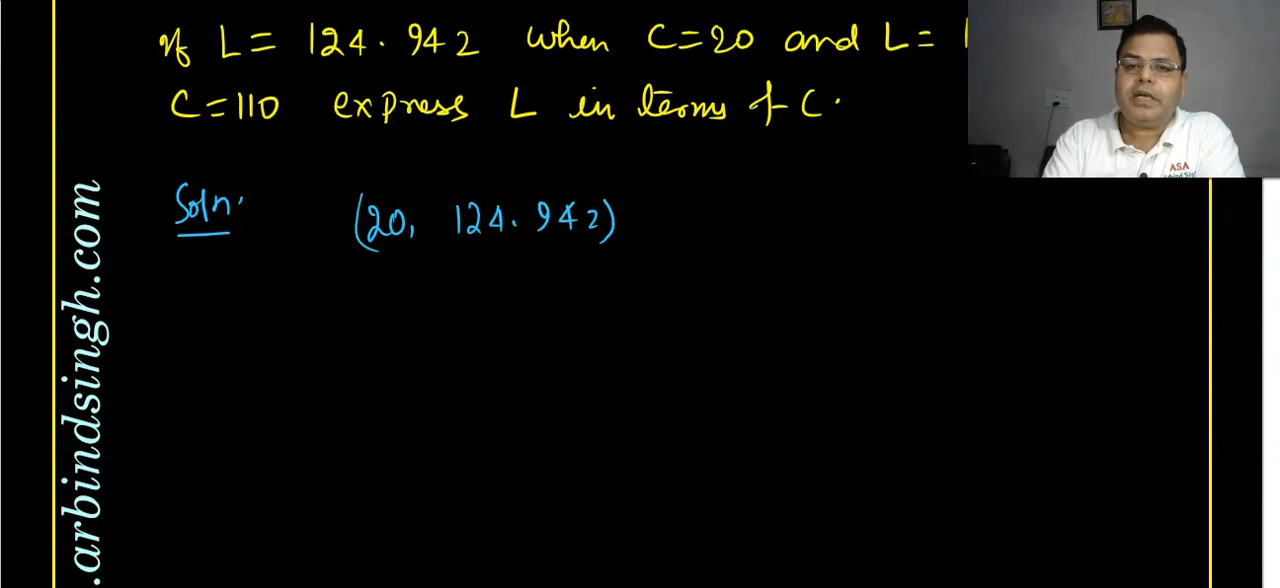 If L = 124.942 when C=20 and L =
C = 110 express L in terms of C.
Soln.
(20, 124.942)
.arbindsingh.com
ASA